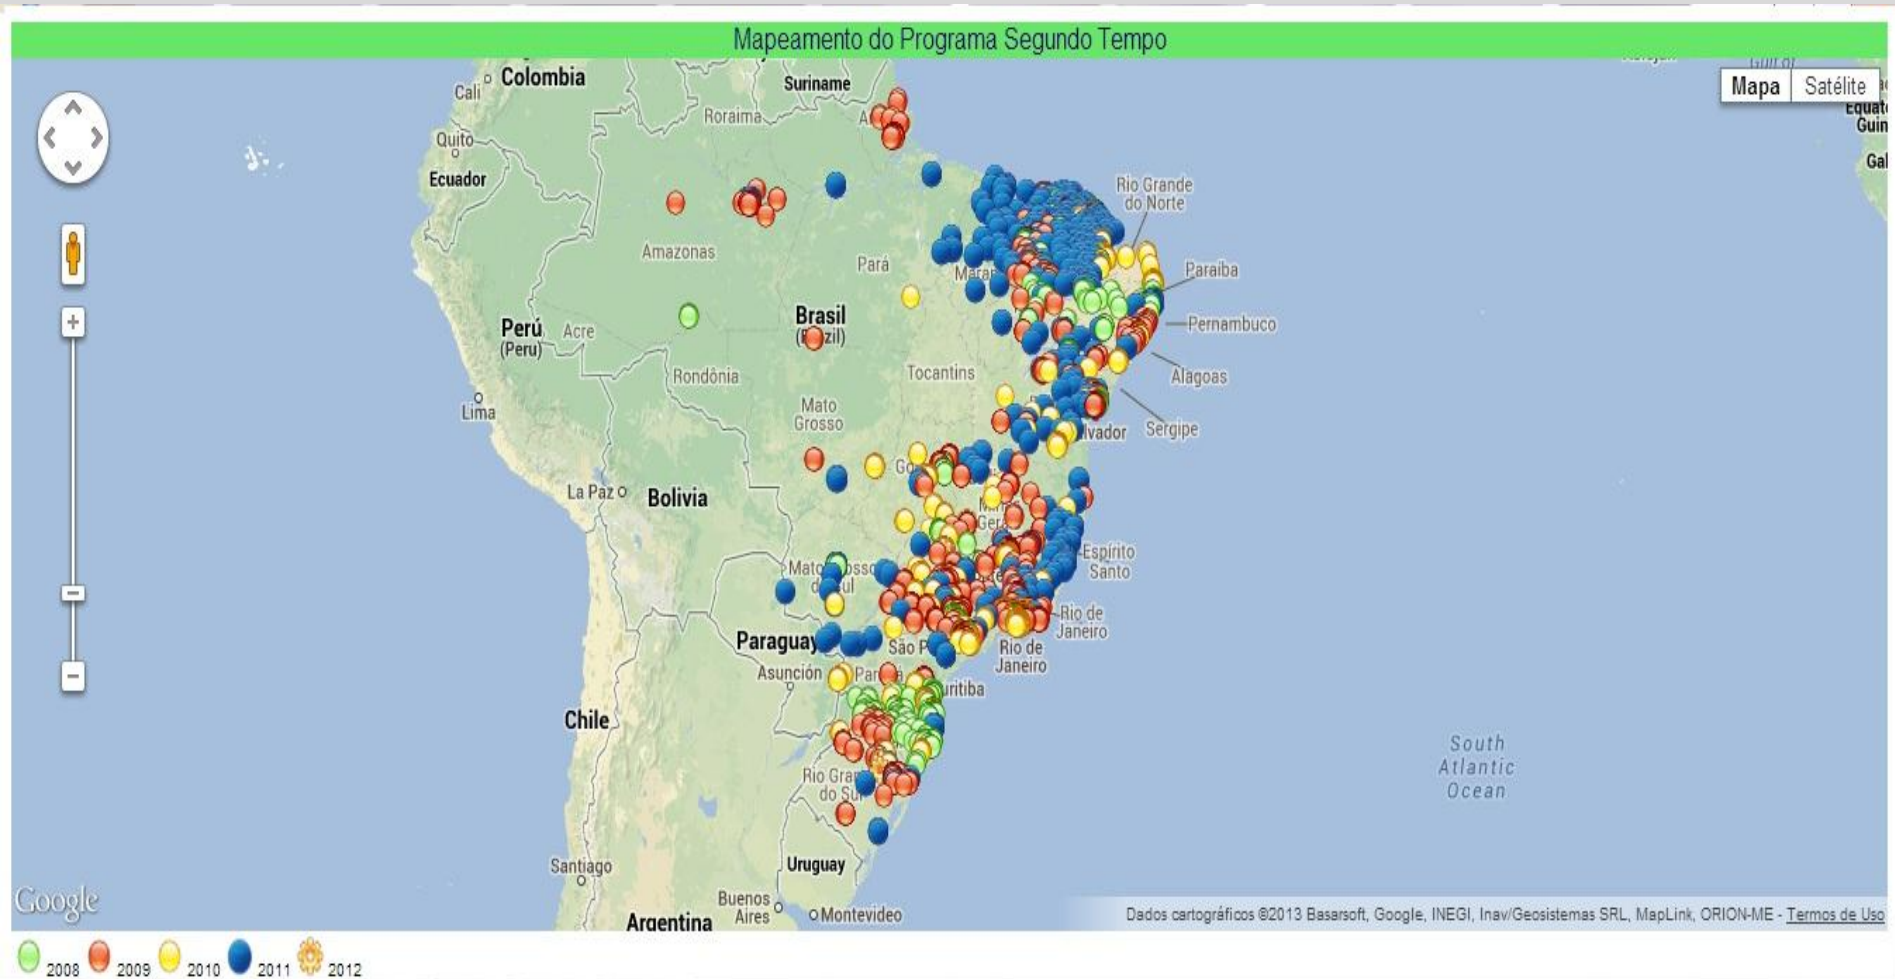 Mapeamento do Programa Segundo Tempo
Colombia
Cali
Suriname
Mapa
Satélite
Roraima
Quito
Ecuador
Rio Grande
do Norte
Amazonas
Pará
Paraíba
Perú
(Peru)
Acre
Brasil
Pernambuco
Rondônia
Tocantins
Alagoas
Lima
Mato
Grosso
Sergipe
La Paz
Bolivia
Espírito
Santo
Rio de
Janeiro
Paraguay
Rio de
Janeiro
Asunción
Chile
South
Atlantic
Ocean
Uruguay
Santiago
Buenos
Aires
Montevideo
Argentina
Google
Dados cartográficos ©2013 Basarsoft, Google, INEGI, Inav/Geosistemas SRL, MapLink, ORION-ME - Termos de Uso
2008 2009 2010 2011 2012